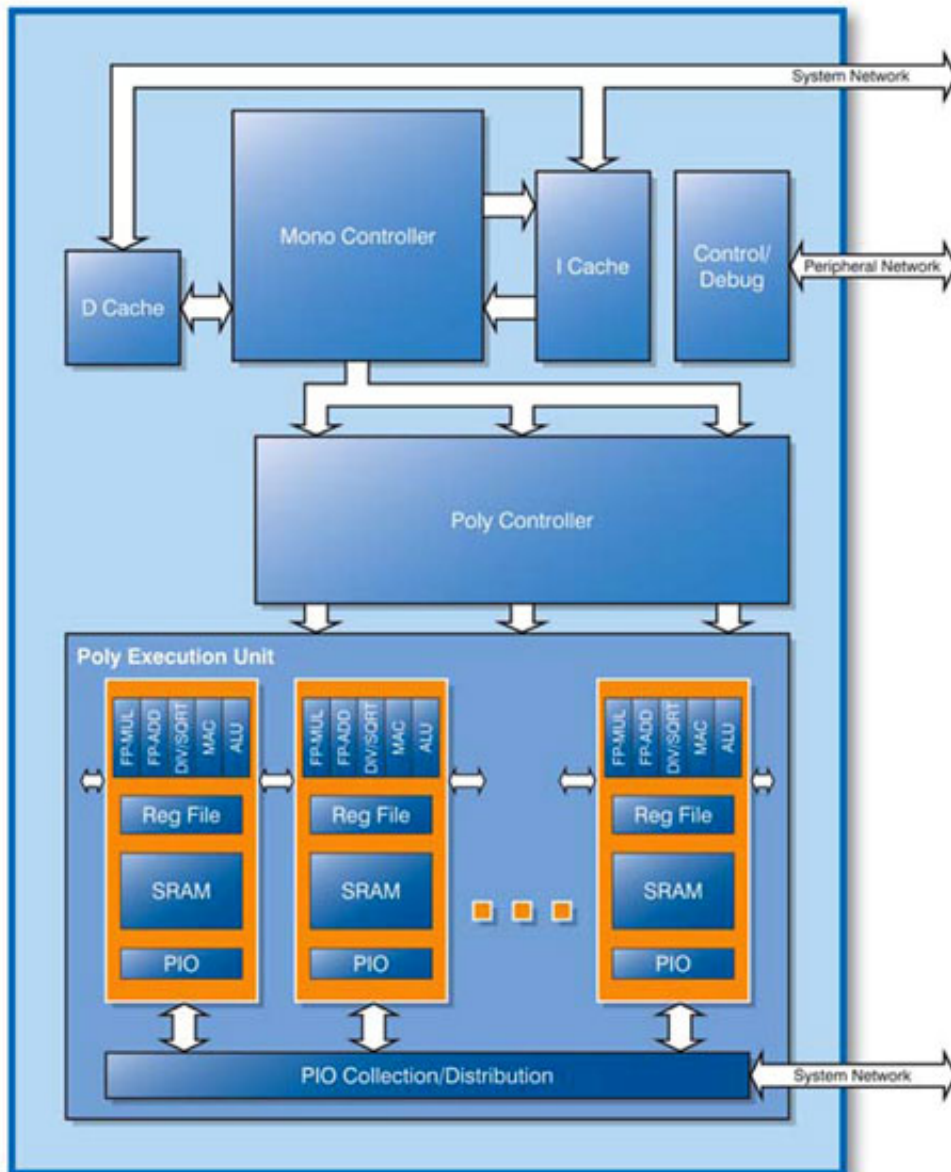 System Network
Mono Controller
I Cache
Control/
Debug
Peripheral Network
D Cache
Poly Controller
Poly Execution Unit
FP-MUL
FP-ADD
DIV/SQRT
MAC
ALU
FP-MUL
FP-ADD
DIV/SQRT
MAC
ALU
FP-MUL
FP-ADD
DIV/SQRT
MAC
ALU
Reg File
Reg File
Reg File
SRAM
SRAM
SRAM
PIO
PIO
PIO
PIO Collection/Distribution
System Network